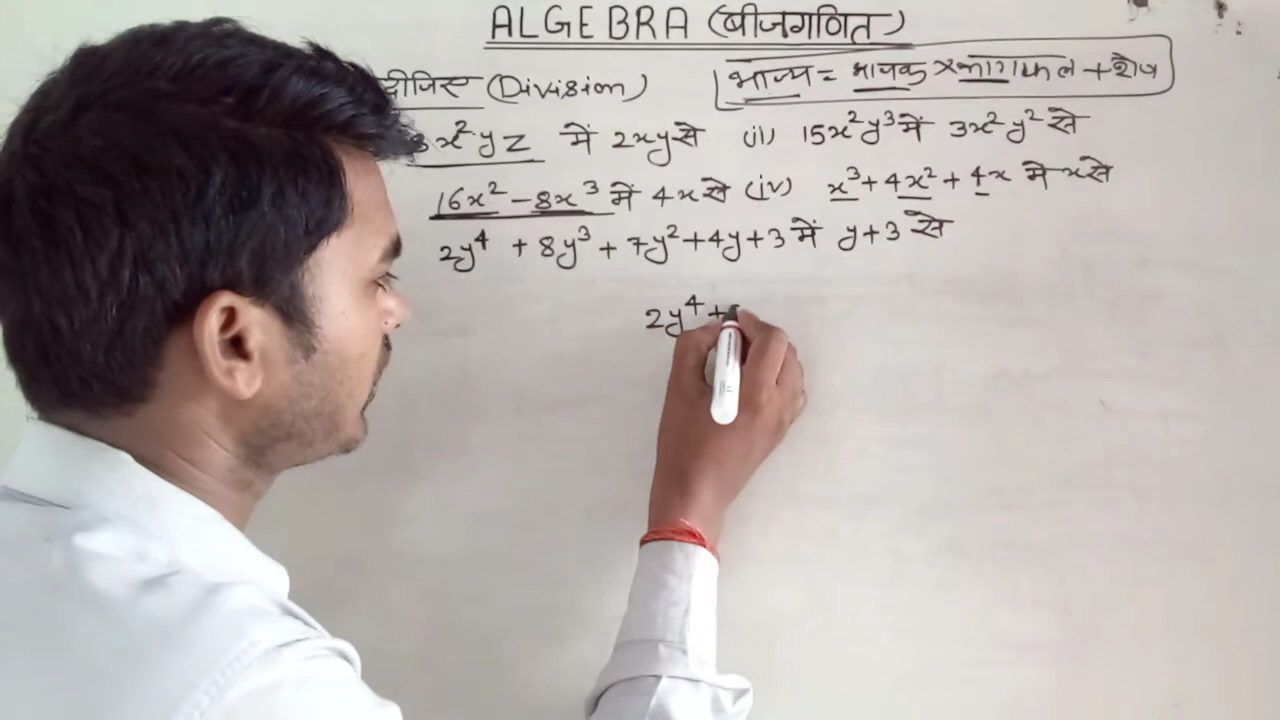 ALGEBRA (बीजगणित)
दीजिए (Division)
भाज्य = भाजक × भागफल + शेष
x²yz में 2xy से (ii) 15x²y³ में 3x²y² से
16x² - 8x³ में 4x से (iv) x³ + 4x² + 4x में x से
2y⁴ + 8y³ + 7y² + 4y + 3 में y + 3 से
2y⁴ +